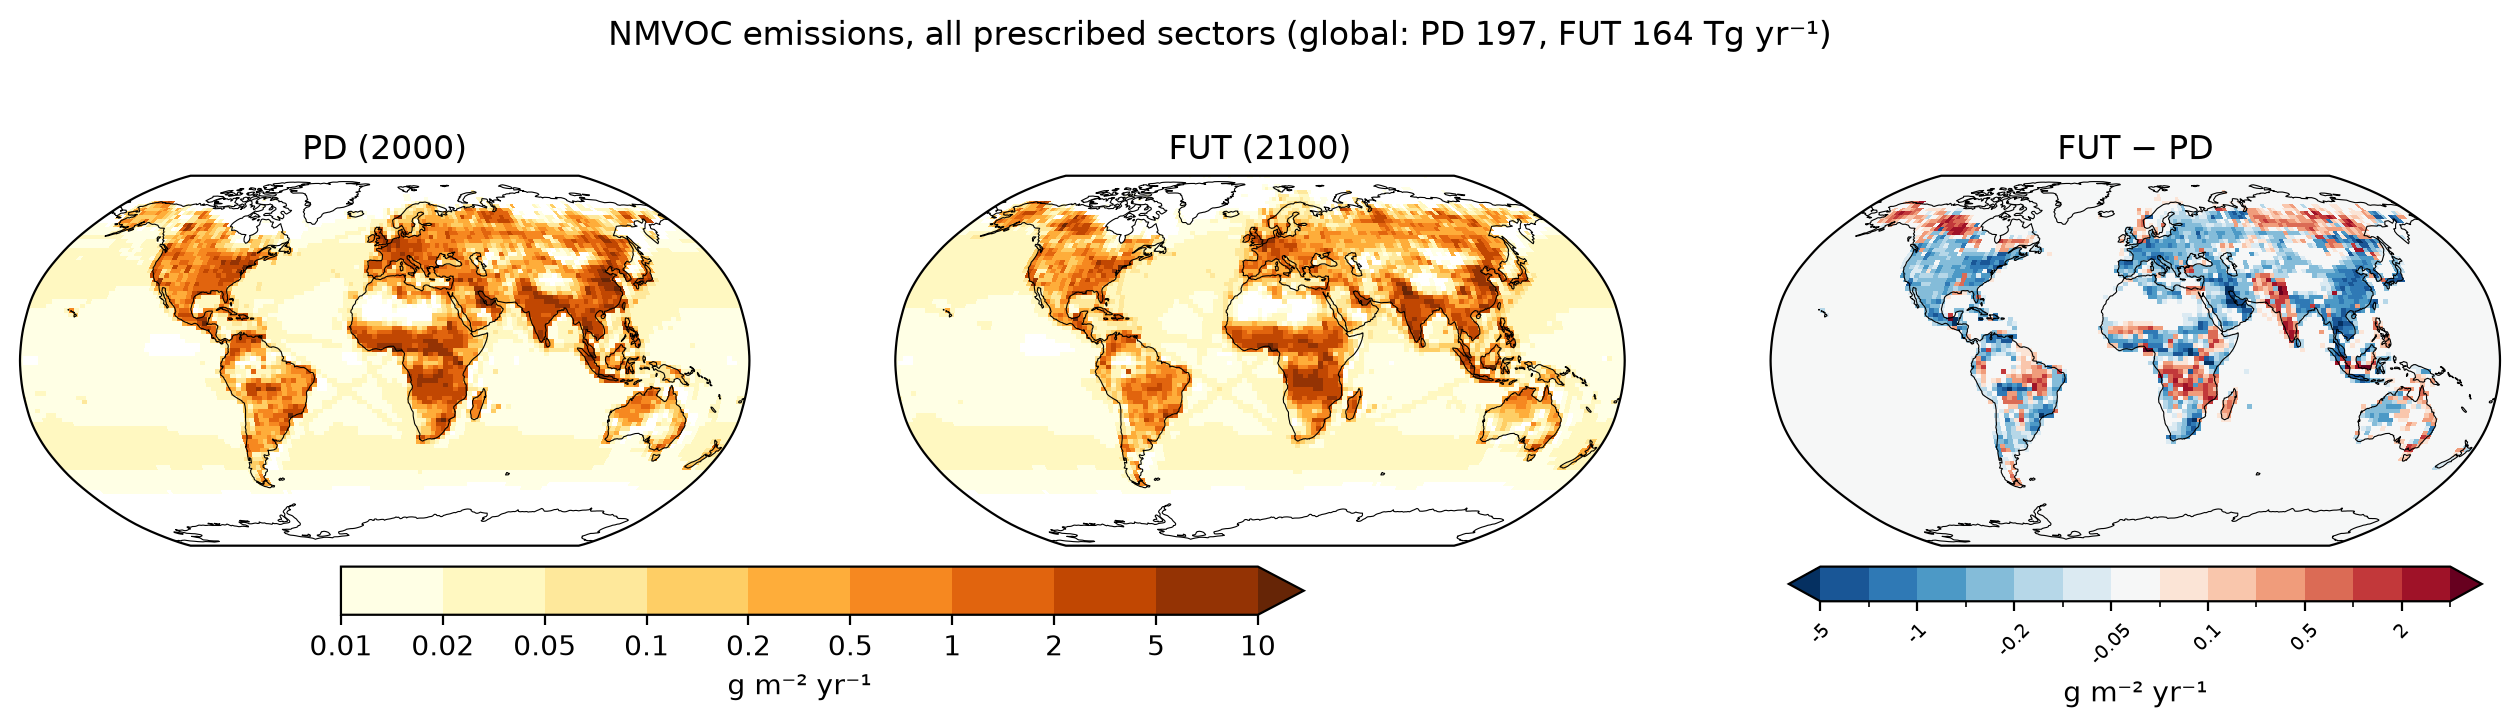 NMVOC emissions, all prescribed sectors (global: PD 197, FUT 164 Tg yr⁻¹)
PD (2000)
FUT (2100)
FUT − PD
0.01 0.02 0.05 0.1 0.2 0.5 1 2 5 10
g m⁻² yr⁻¹
-5 -1 -0.2 -0.05 0.1 0.5 2
g m⁻² yr⁻¹